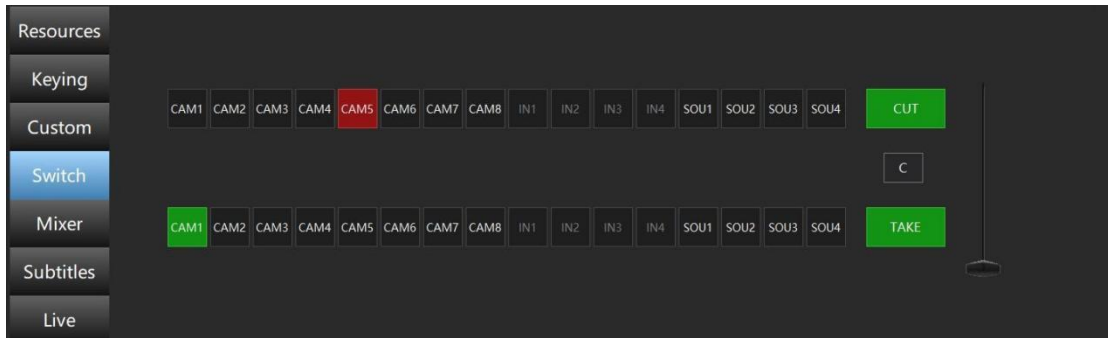 Resources
Keying
Custom
Switch
Mixer
Subtitles
Live
CAM1 CAM2 CAM3 CAM4 CAM5 CAM6 CAM7 CAM8 IN1 IN2 IN3 IN4 SOU1 SOU2 SOU3 SOU4 CUT
C
CAM1 CAM2 CAM3 CAM4 CAM5 CAM6 CAM7 CAM8 IN1 IN2 IN3 IN4 SOU1 SOU2 SOU3 SOU4 TAKE